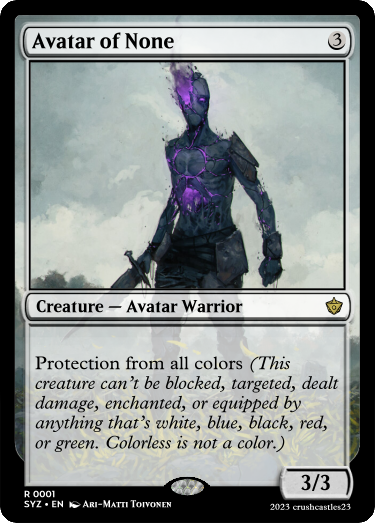 Avatar of None 3
Creature — Avatar Warrior
Protection from all colors (This
creature can't be blocked, targeted, dealt
damage, enchanted, or equipped by
anything that's white, blue, black, red,
or green. Colorless is not a color.)
3/3
R 0001
SYZ • EN Ari-Matti Toivonen
2023 crushcastles23